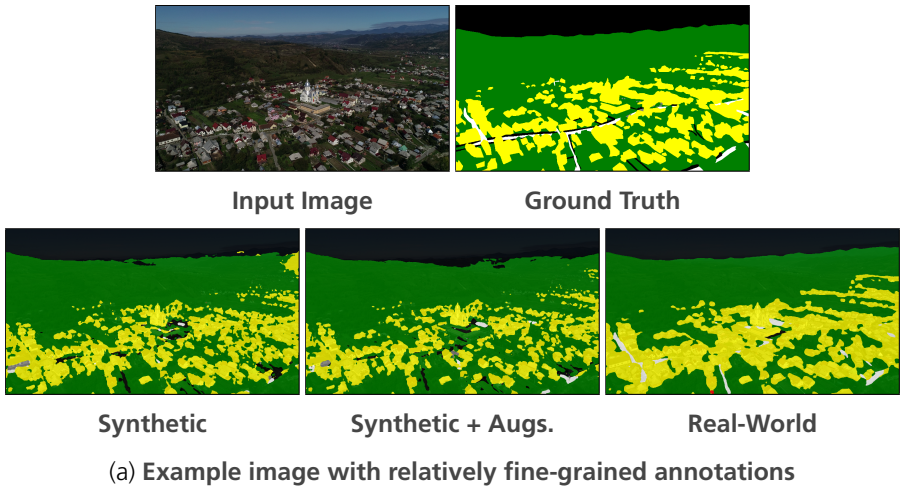 Input Image
Ground Truth
Synthetic
Synthetic + Augs.
Real-World
(a) Example image with relatively fine-grained annotations